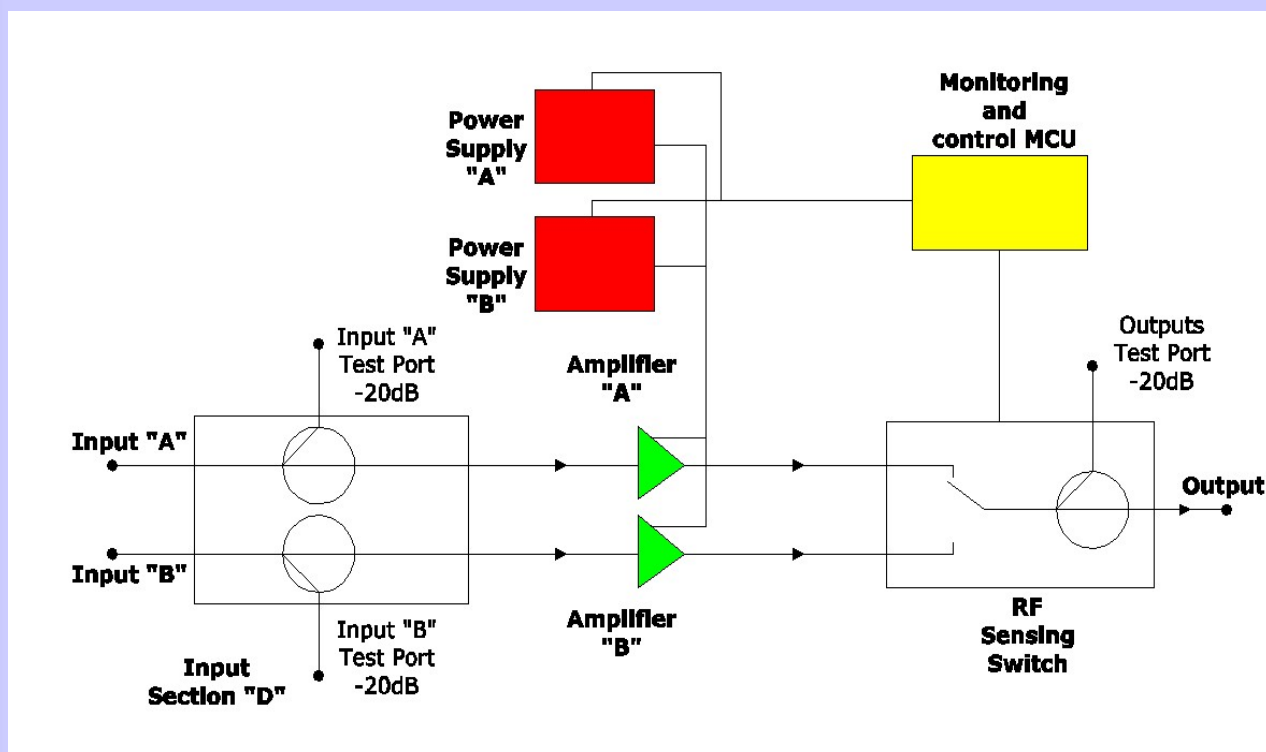 Monitoring
and
control MCU
Power
Supply
"A"
Power
Supply
"B"
Input "A"
Test Port
-20dB
Outputs
Test Port
-20dB
Amplifier
"A"
Input "A"
Output
Input "B"
RF
Sensing
Switch
Amplifier
"B"
Input "B"
Test Port
-20dB
Input
Section "D"